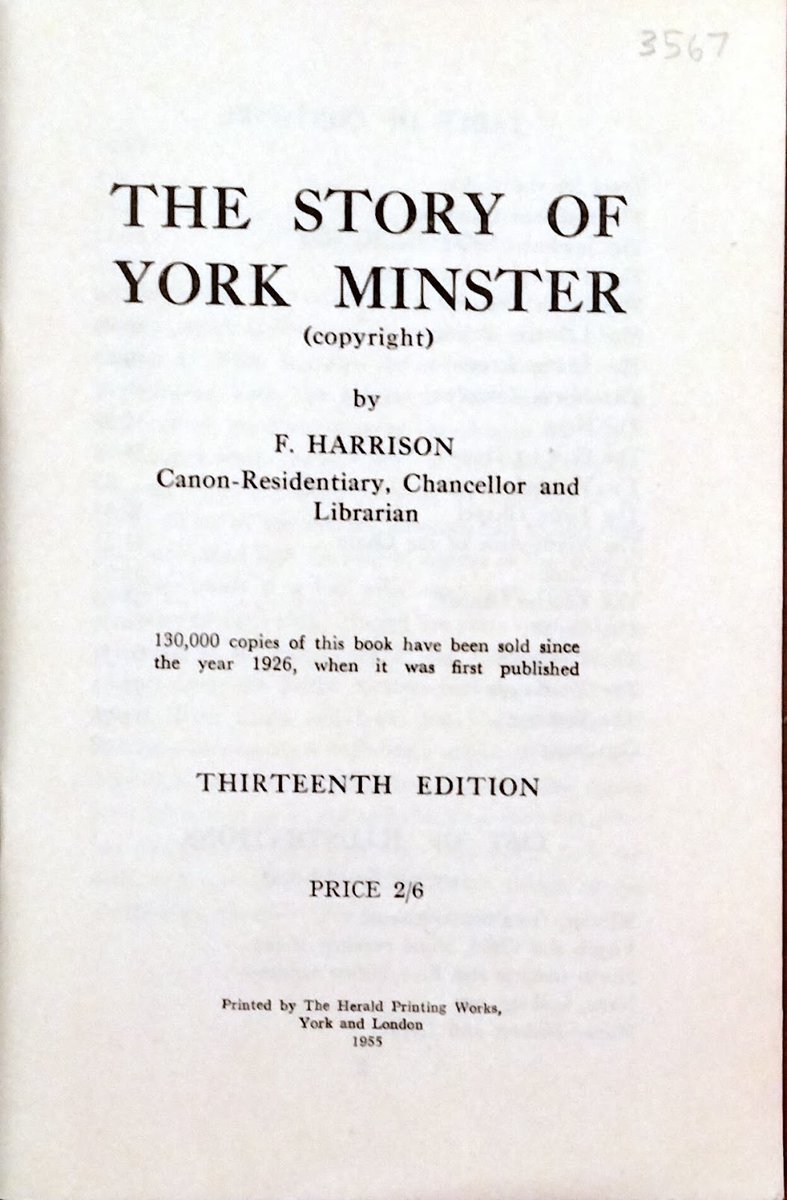 3567
THE STORY OF
YORK MINSTER
(copyright)
by
F. HARRISON
Canon-Residentiary, Chancellor and
Librarian
130,000 copies of this book have been sold since
the year 1926, when it was first published
THIRTEENTH EDITION
PRICE 2/6
Printed by The Herald Printing Works,
York and London
1955